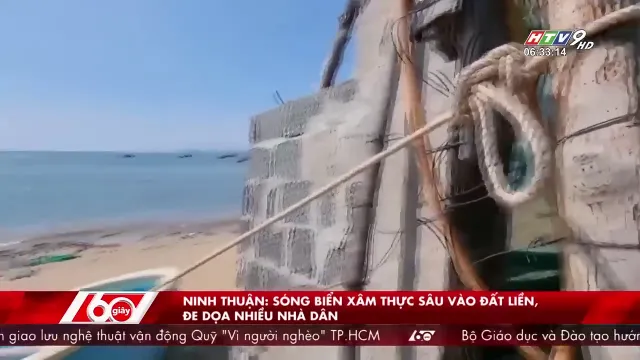 HTV9 HD
06:33:14
60 giây
NINH THUẬN: SÓNG BIỂN XÂM THỰC SÂU VÀO ĐẤT LIỀN,
ĐE DỌA NHIỀU NHÀ DÂN
n giao lưu nghệ thuật vận động Quỹ "Vì người nghèo" TP.HCM 60 Bộ Giáo dục và Đào tạo hướ